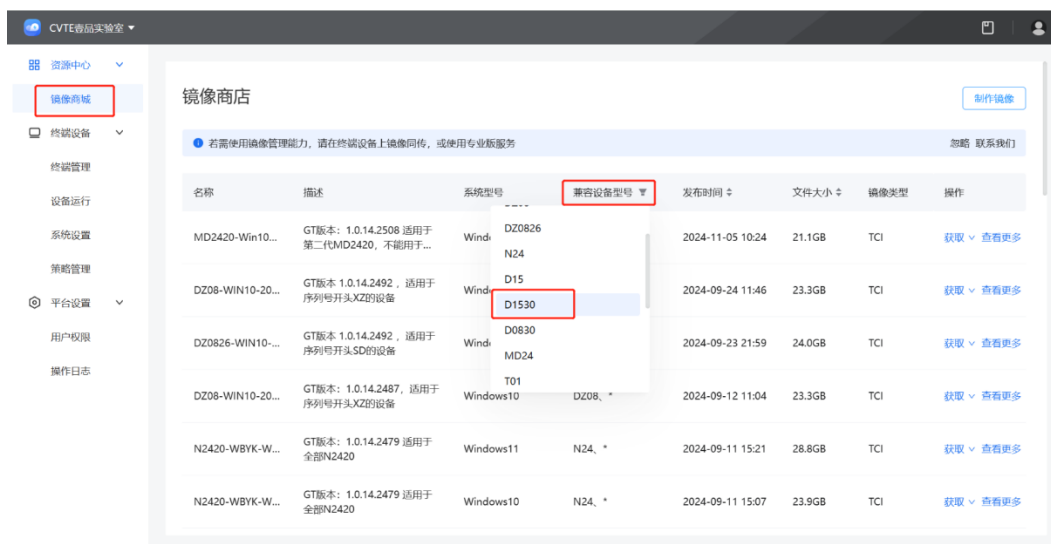 CVTE壹品实验室
资源中心
镜像商城
终端设备
终端管理
设备运行
系统设置
策略管理
平台设置
用户权限
操作日志
镜像商店
制作镜像
若需使用镜像管理能力，请在终端设备上镜像同传，或使用专业版服务
忽略 联系我们
名称 描述 系统型号 兼容设备型号 发布时间 文件大小 镜像类型 操作
MD2420-Win10... GT版本：1.0.14.2508 适用于 2024-11-05 10:24 21.1GB TCI 获取 查看更多
第二代MD2420，不能用于...
DZ08-WIN10-20... GT版本 1.0.14.2492 ，适用于 2024-09-24 11:46 23.3GB TCI 获取 查看更多
序列号开头XZ的设备
DZ0826-WIN10-... GT版本 1.0.14.2492 ，适用于 2024-09-23 21:59 24.0GB TCI 获取 查看更多
序列号开头SD的设备
DZ08-WIN10-20... GT版本：1.0.14.2487，适用于 Windows10 DZ08、* 2024-09-12 11:04 23.3GB TCI 获取 查看更多
序列号开头XZ的设备
N2420-WBYK-W... GT版本：1.0.14.2479 适用于 Windows11 N24、* 2024-09-11 15:21 28.8GB TCI 获取 查看更多
全部N2420
N2420-WBYK-W... GT版本：1.0.14.2479 适用于 Windows10 N24、* 2024-09-11 15:07 23.9GB TCI 获取 查看更多
全部N2420
DZ0826
N24
D15
D1530
D0830
MD24
T01